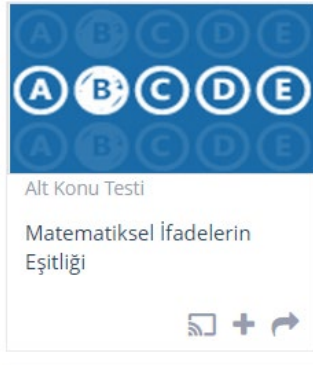 A B C D E
A B C D E
A B C D E
Alt Konu Testi
Matematiksel İfadelerin
Eşitliği